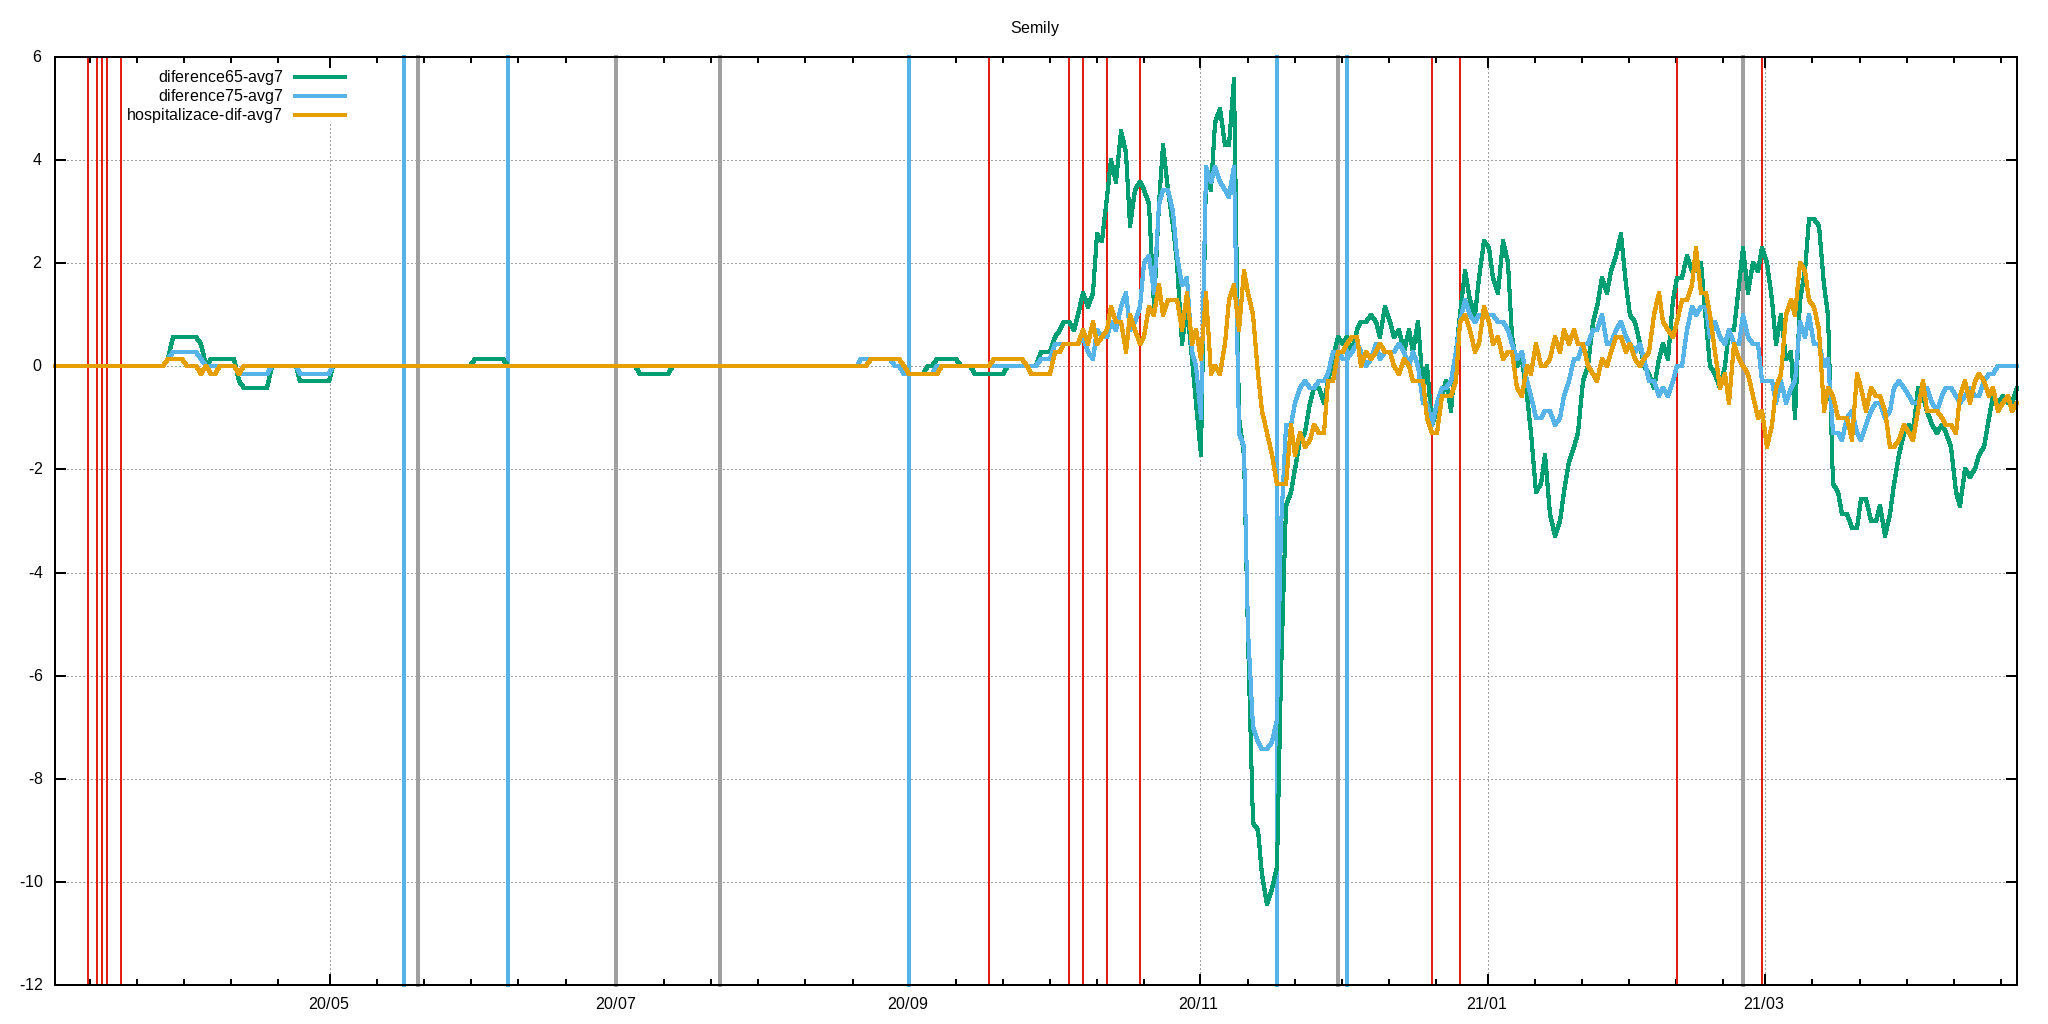 Semily
diference65-avg7
diference75-avg7
hospitalizace-dif-avg7
6
4
2
0
-2
-4
-6
-8
-10
-12
20/05 20/07 20/09 20/11 21/01 21/03